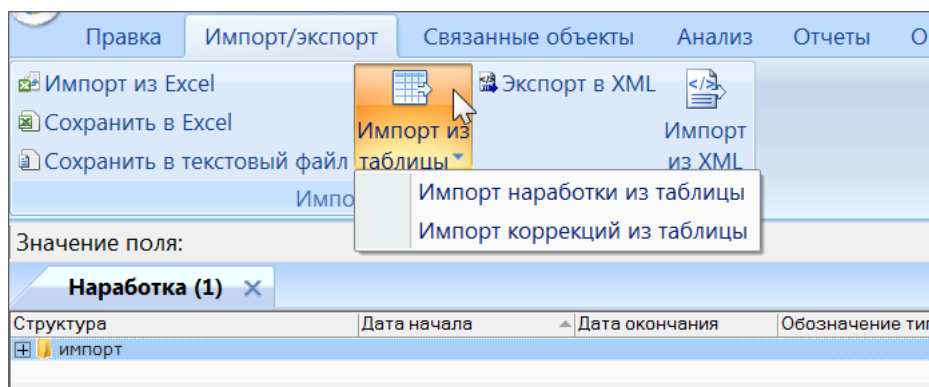 Правка Импорт/экспорт Связанные объекты Анализ Отчеты
Импорт из Excel
Сохранить в Excel
Сохранить в текстовый файл
Импорт из
таблицы
Экспорт в XML
Импорт
из XML
Импорт наработки из таблицы
Импорт коррекций из таблицы
Значение поля:
Наработка (1)
Структура Дата начала Дата окончания Обозначение
импорт